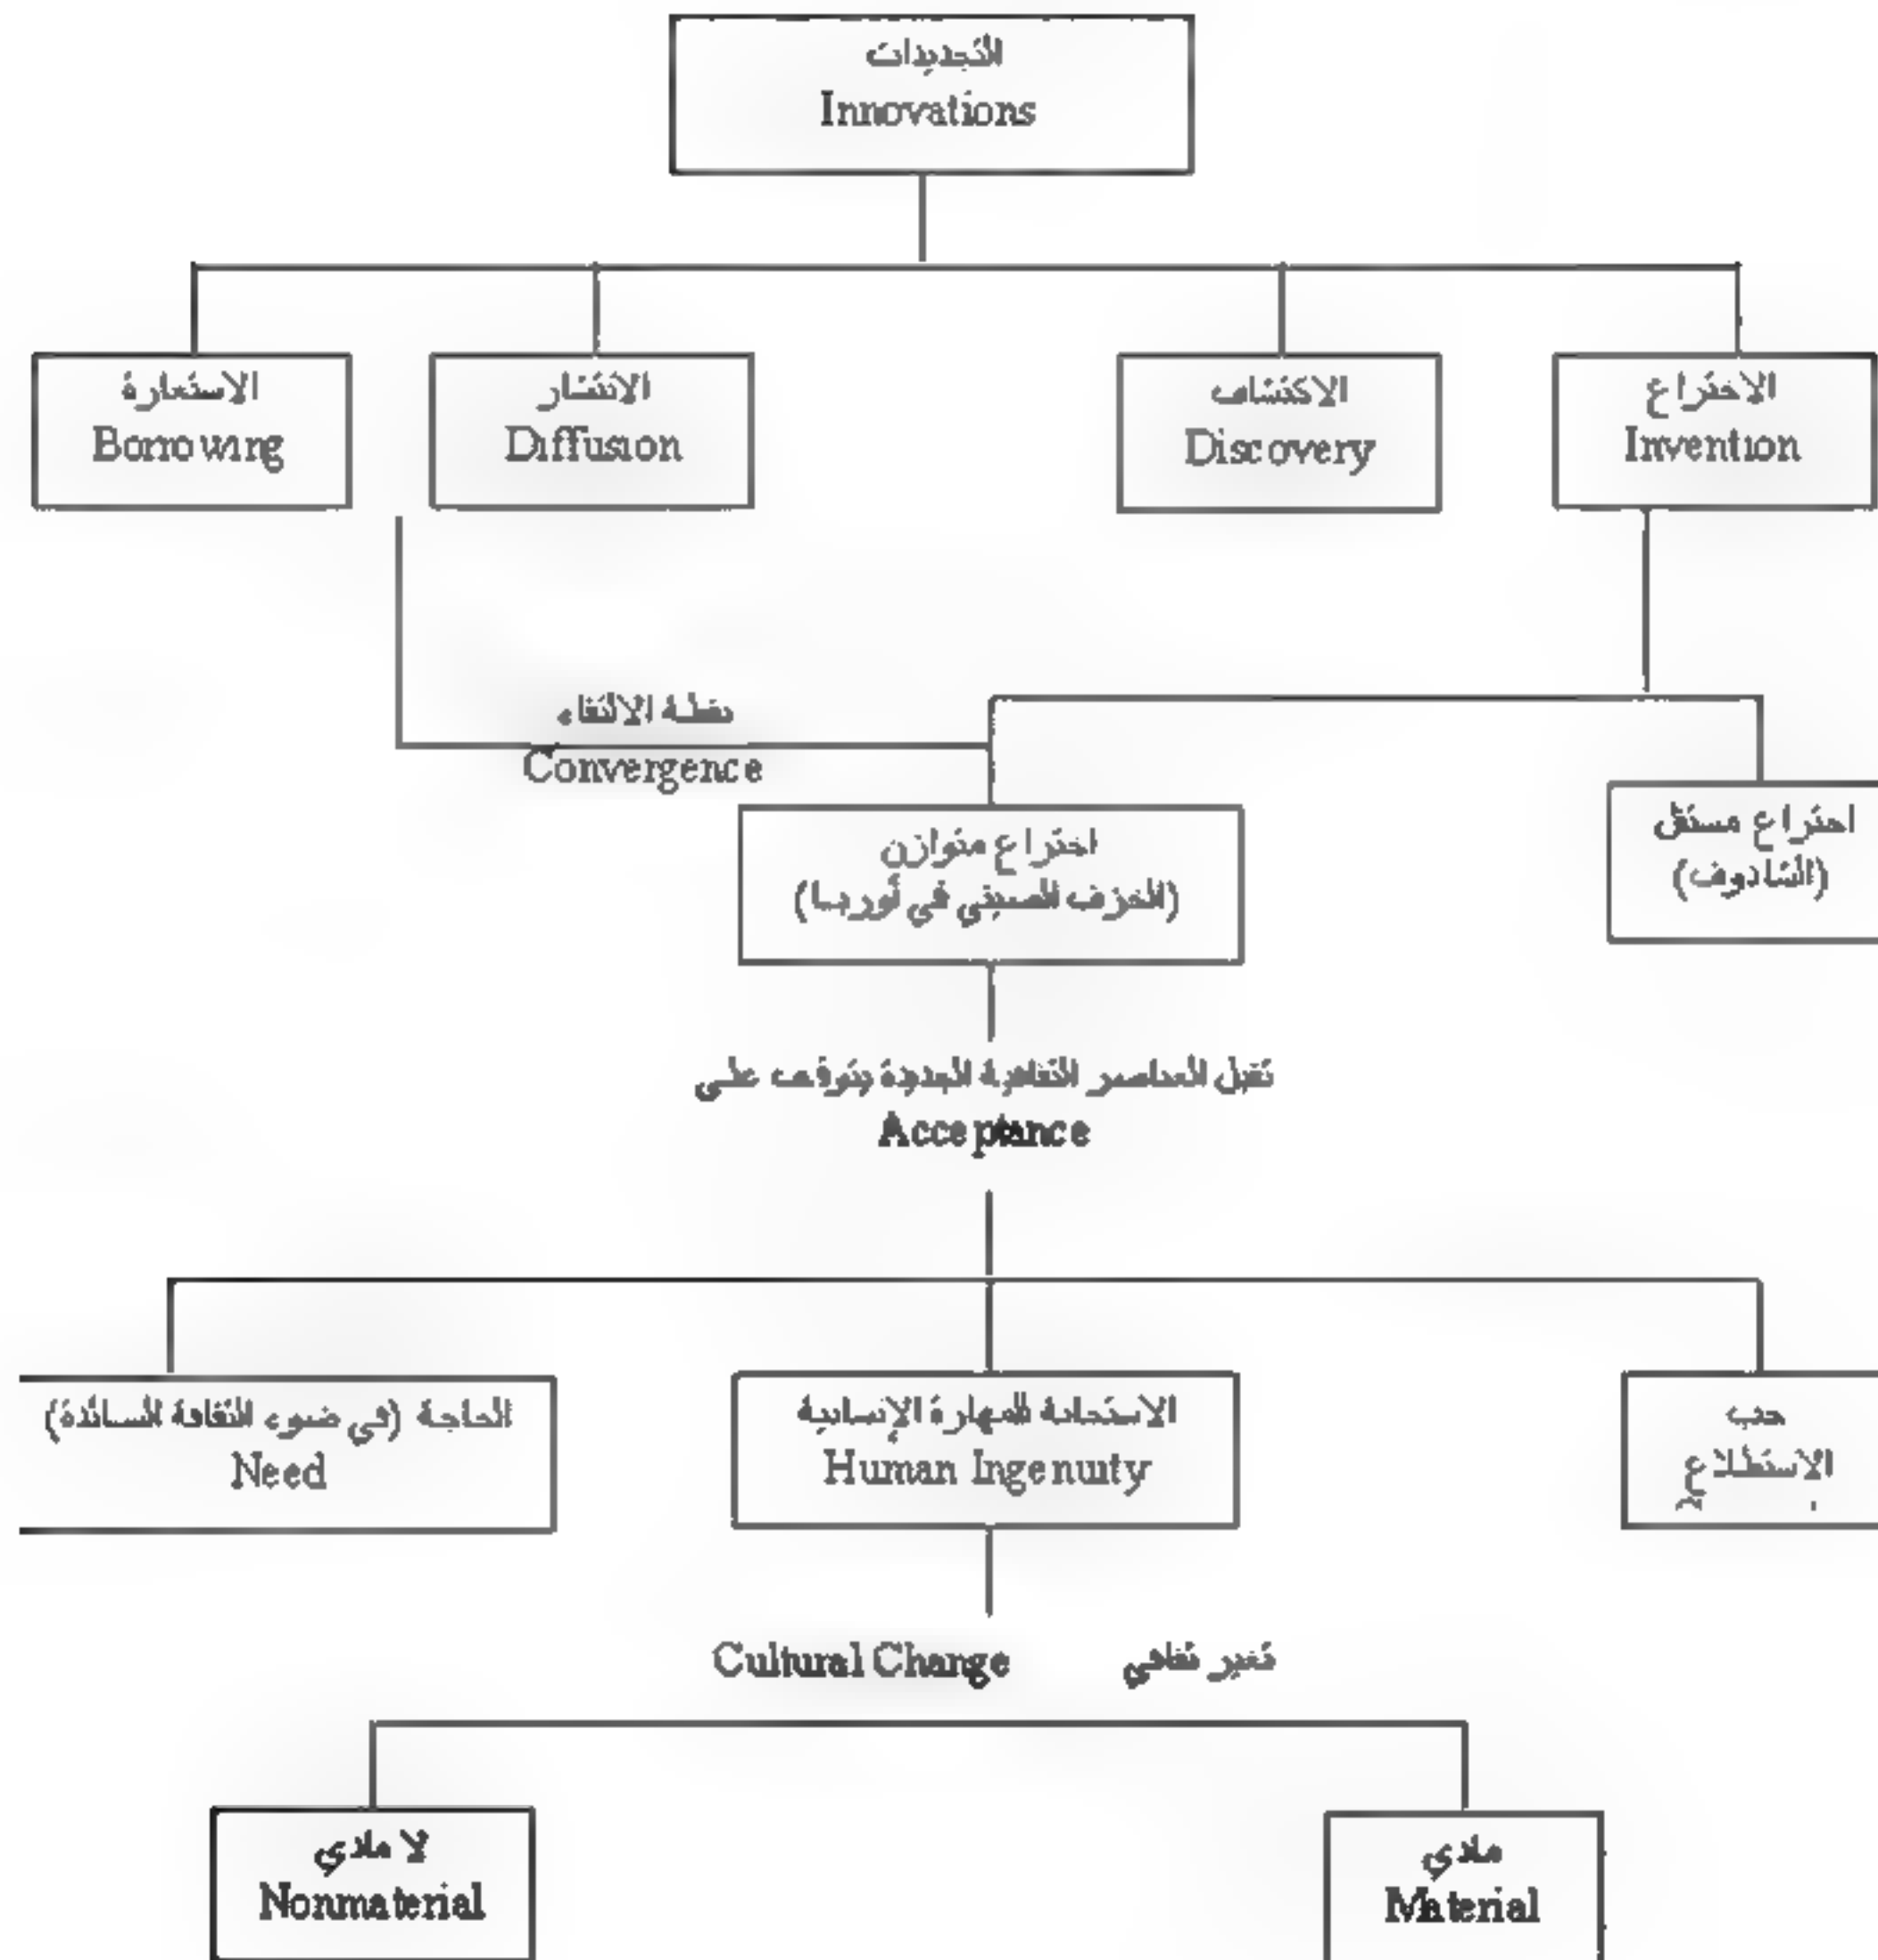 التجديدات
Innovations
الاختراع
Invention
الاكتشاف
Discovery
الانتشار
Diffusion
الاستعارة
Borrowing
نقطة الالتقاء
Convergence
اختراع مستقل
(الشادوف)
اختراع متوازن
(الخزف الصيني في أوربا)
تقبل العناصر الثقافية الجديدة يتوقف على
Acceptance
حب
الاستطلاع
الاستجابة للمهارة الإنسانية
Human Ingenuity
الحاجة (في ضوء الثقافة السائدة)
Need
Cultural Change تغير ثقافي
مادي
Material
لا مادي
Nonmaterial